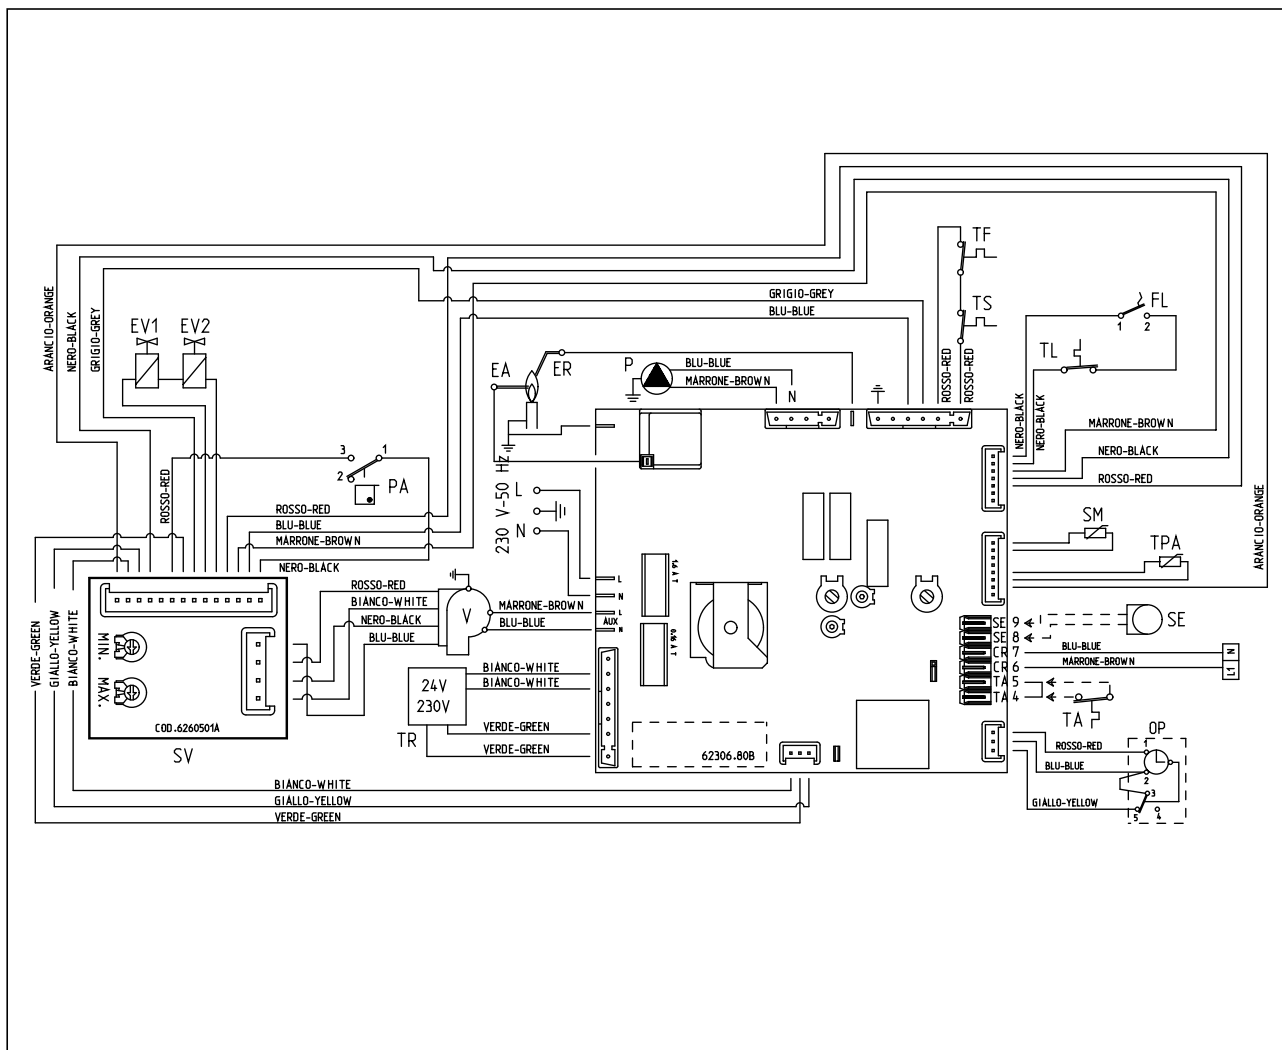 TF
GRIGIO-GREY
TS
FL
BLU-BLUE
1 2
ARANCIO-ORANGE
NERO-BLACK
GRIGIO-GREY
EV1
EV2
TL
EA
ER
P
BLU-BLUE
MARRONE-BROWN
N
ROSSO-RED
ROSSO-RED
NERO-BLACK
NERO-BLACK
MARRONE-BROWN
NERO-BLACK
ROSSO-RED
3
1
2
PA
ROSSO-RED
230 V-50 HZ
L
N
ROSSO-RED
BLU-BLUE
MARRONE-BROWN
NERO-BLACK
SM
TPA
ARANCIO-ORANGE
ROSSO-RED
BIANCO-WHITE
NERO-BLACK
BLU-BLUE
V
MARRONE-BROWN
BLU-BLUE
L
N
L
AUX
N
1.6 A T
0.16 A T
SE 9
SE 8
CR 7
CR 6
TA 5
TA 4
SE
BLU-BLUE
MARRONE-BROWN
N
L1
TA
VERDE-GREEN
GIALLO-YELLOW
BIANCO-WHITE
MIN.
MAX.
COD.6260501A
SV
24V
230V
TR
BIANCO-WHITE
BIANCO-WHITE
VERDE-GREEN
VERDE-GREEN
62306.80B
OP
ROSSO-RED
1
BLU-BLUE
2
3
GIALLO-YELLOW
5
4
BIANCO-WHITE
GIALLO-YELLOW
VERDE-GREEN